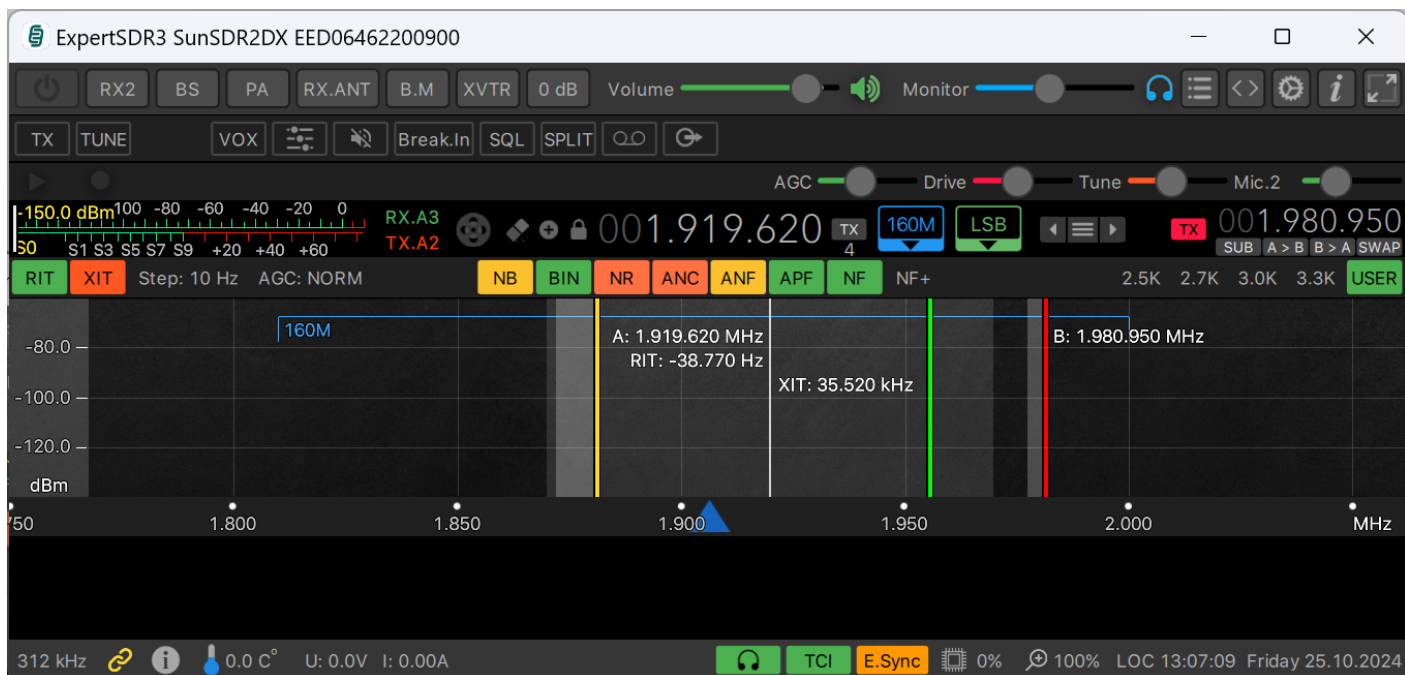 ExpertSDR3 SunSDR2DX EED06462200900
RX2 BS PA RX.ANT B.M XVTR 0 dB Volume Monitor
TX TUNE VOX Break.In SQL SPLIT
AGC Drive Tune Mic.2
-150.0 dBm 100 -80 -60 -40 -20 0 RX.A3 001.919.620 TX 160M LSB TX 001.980.950
S0 S1 S3 S5 S7 S9 +20 +40 +60 TX.A2 4 SUB A > B B > A SWAP
RIT XIT Step: 10 Hz AGC: NORM NB BIN NR ANC ANF APF NF NF+ 2.5K 2.7K 3.0K 3.3K USER
160M
-80.0 A: 1.919.620 MHz B: 1.980.950 MHz
RIT: -38.770 Hz
XIT: 35.520 kHz
-100.0
-120.0
dBm
750 1.800 1.850 1.900 1.950 2.000 MHz
312 kHz 0.0 C° U: 0.0V I: 0.00A TCI E.Sync 0% 100% LOC 13:07:09 Friday 25.10.2024